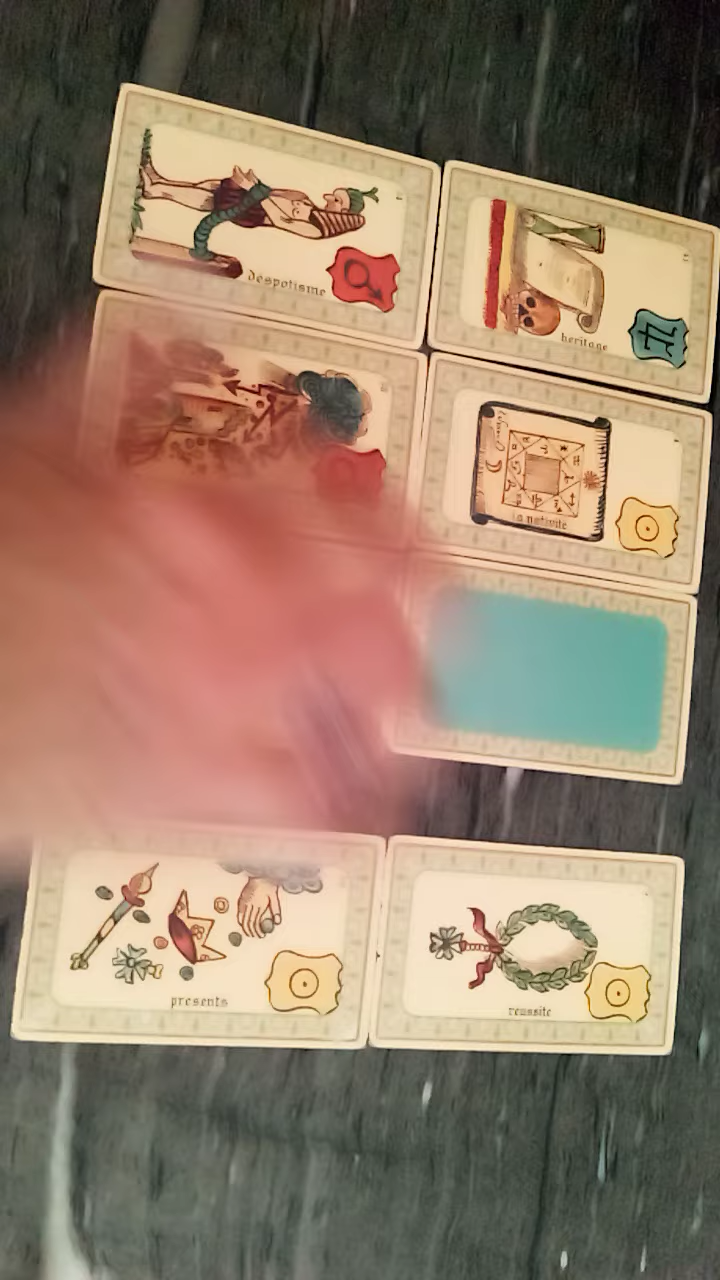 despotisme
heritage
la nativite
presents
reussite